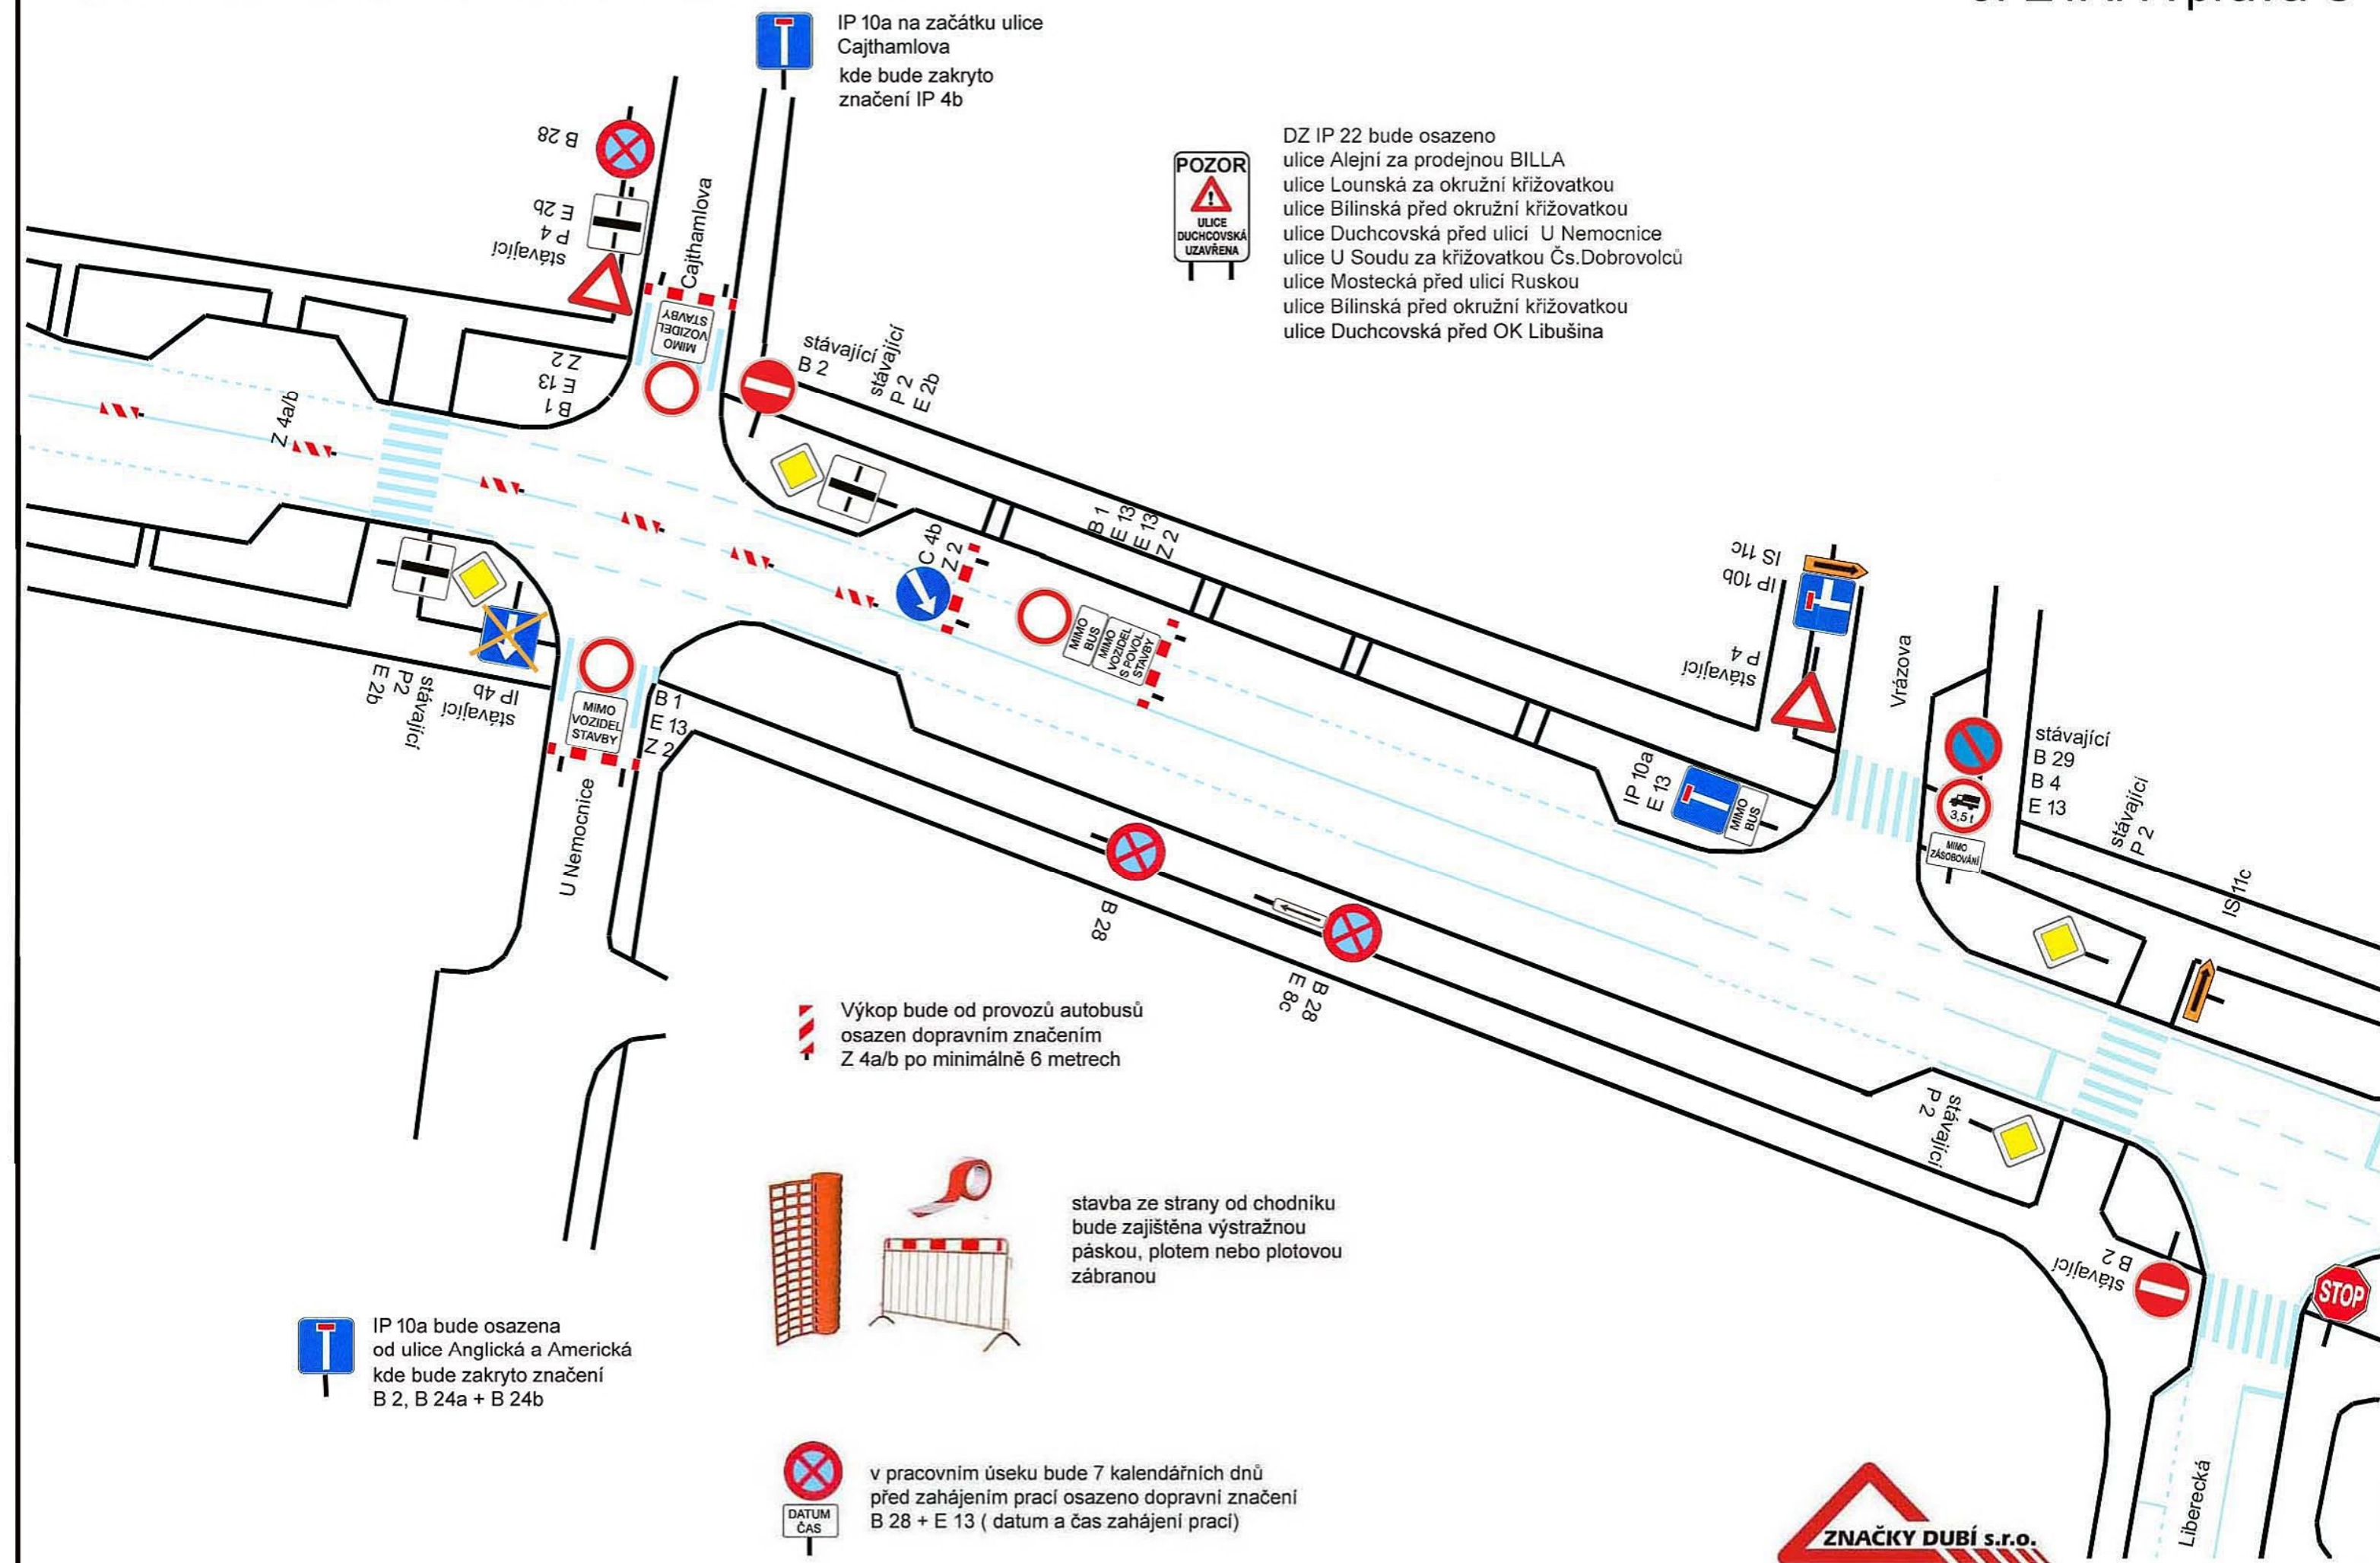 IP 10a na začátku ulice
Cajthamlova
kde bude zakryto
značení IP 4b
B 28
E 2b
P 4
stávající
Cajthamlova
MIMO
VOZIDEL
STAVBY
Z 2
E 13
B 1
stávající
B 2
stávající
P 2
E 2b
POZOR
!
ULICE
DUCHCOVSKÁ
UZAVŘENA
DZ IP 22 bude osazeno
ulice Alejní za prodejnou BILLA
ulice Lounská za okružní křižovatkou
ulice Bílinská před okružní křižovatkou
ulice Duchcovská před ulicí U Nemocnice
ulice U Soudu za křižovatkou Čs.Dobrovolců
ulice Mostecká před ulicí Ruskou
ulice Bílinská před okružní křižovatkou
ulice Duchcovská před OK Libušina
Z 4a/b
C 4b
Z 2
B 1
E 13
E 13
Z 2
MIMO
BUS
MIMO
VOZIDEL
S POVOL.
STAVBY
IS 11c
IP 10b
stávající
P 4
Vrázova
IP 10a
E 13
MIMO
BUS
stávající
B 29
B 4
E 13
3,5 t
MIMO
ZÁSOBOVÁNÍ
stávající
P 2
IS 11c
stávající
P2
E 2b
stávající
IP 4b
MIMO
VOZIDEL
STAVBY
B 1
E 13
Z 2
U Nemocnice
B 28
B 28
E 8c
Výkop bude od provozů autobusů
osazen dopravním značením
Z 4a/b po minimálně 6 metrech
stavba ze strany od chodníku
bude zajištěna výstražnou
páskou, plotem nebo plotovou
zábranou
stávající
P 2
stávající
B 2
STOP
IP 10a bude osazena
od ulice Anglická a Americká
kde bude zakryto značení
B 2, B 24a + B 24b
DATUM
ČAS
v pracovním úseku bude 7 kalendářních dnů
před zahájením prací osazeno dopravní značení
B 28 + E 13 ( datum a čas zahájení prací)
ZNAČKY DUBÍ s.r.o.
Liberecká